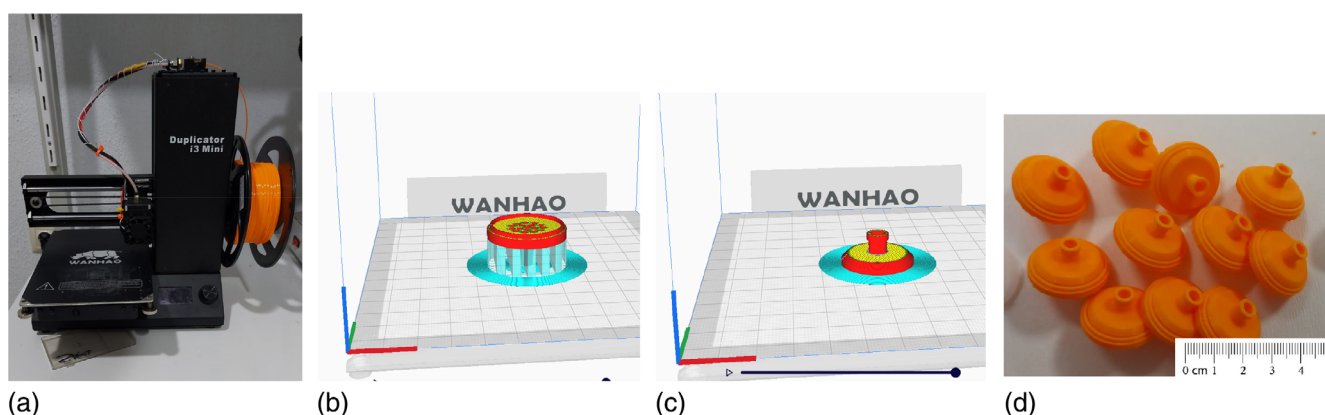 Duplicator
i3 Mini
WANHAO
WANHAO
WANHAO
0 cm 1 2 3 4
(a)
(b)
(c)
(d)